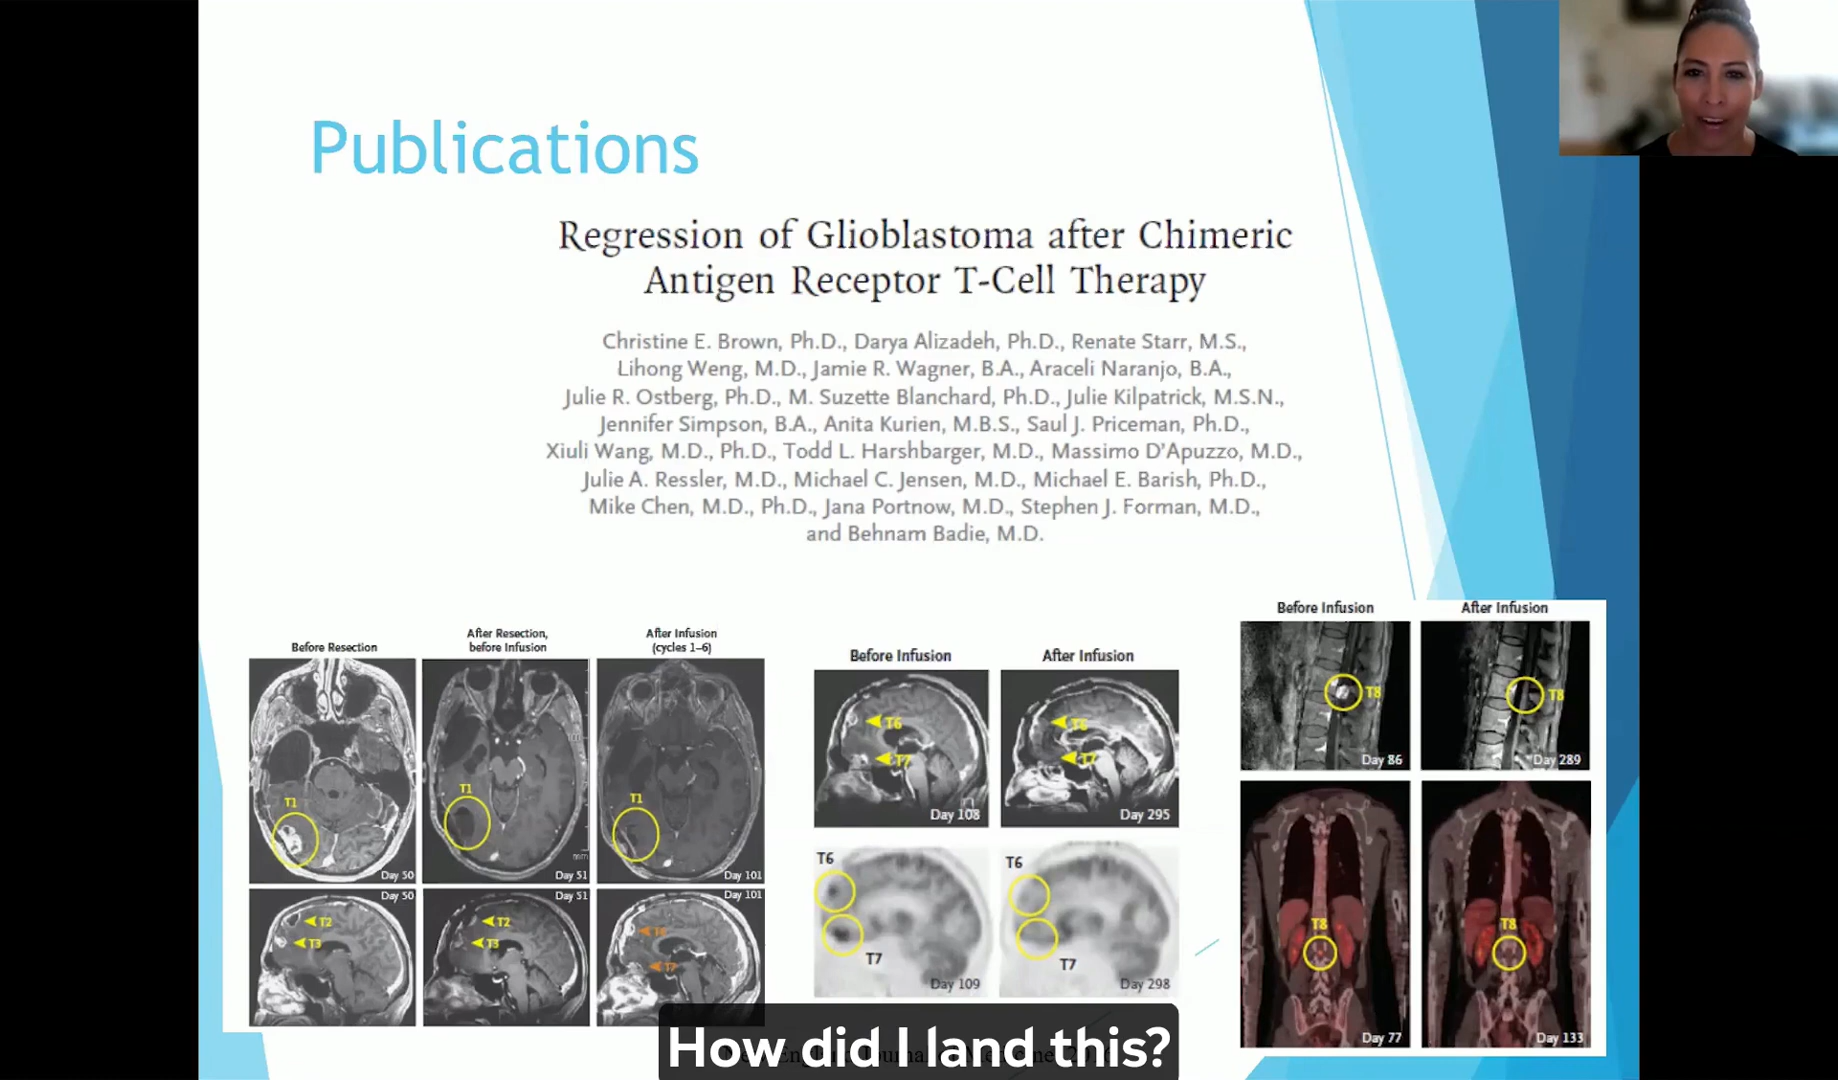 Publications
Regression of Glioblastoma after Chimeric
Antigen Receptor T-Cell Therapy
Christine E. Brown, Ph.D., Darya Alizadeh, Ph.D., Renate Starr, M.S.,
Lihong Weng, M.D., Jamie R. Wagner, B.A., Araceli Naranjo, B.A.,
Julie R. Ostberg, Ph.D., M. Suzette Blanchard, Ph.D., Julie Kilpatrick, M.S.N.,
Jennifer Simpson, B.A., Anita Kurien, M.B.S., Saul J. Priceman, Ph.D.,
Xiuli Wang, M.D., Ph.D., Todd L. Harshbarger, M.D., Massimo D'Apuzzo, M.D.,
Julie A. Ressler, M.D., Michael C. Jensen, M.D., Michael E. Barish, Ph.D.,
Mike Chen, M.D., Ph.D., Jana Portnow, M.D., Stephen J. Forman, M.D.,
and Behnam Badie, M.D.
Before Resection
After Resection,
before Infusion
After Infusion
(cycles 1–6)
T1
Day 50
T1
Day 51
T1
Day 101
Day 50
T2
T3
Day 51
T2
T3
Day 101
T6
T7
Before Infusion
After Infusion
T6
T7
Day 108
T6
T7
Day 295
T6
T7
Day 109
T6
T7
Day 298
Before Infusion
After Infusion
T8
Day 86
T8
Day 289
T8
Day 77
T8
Day 133
How did I land this?